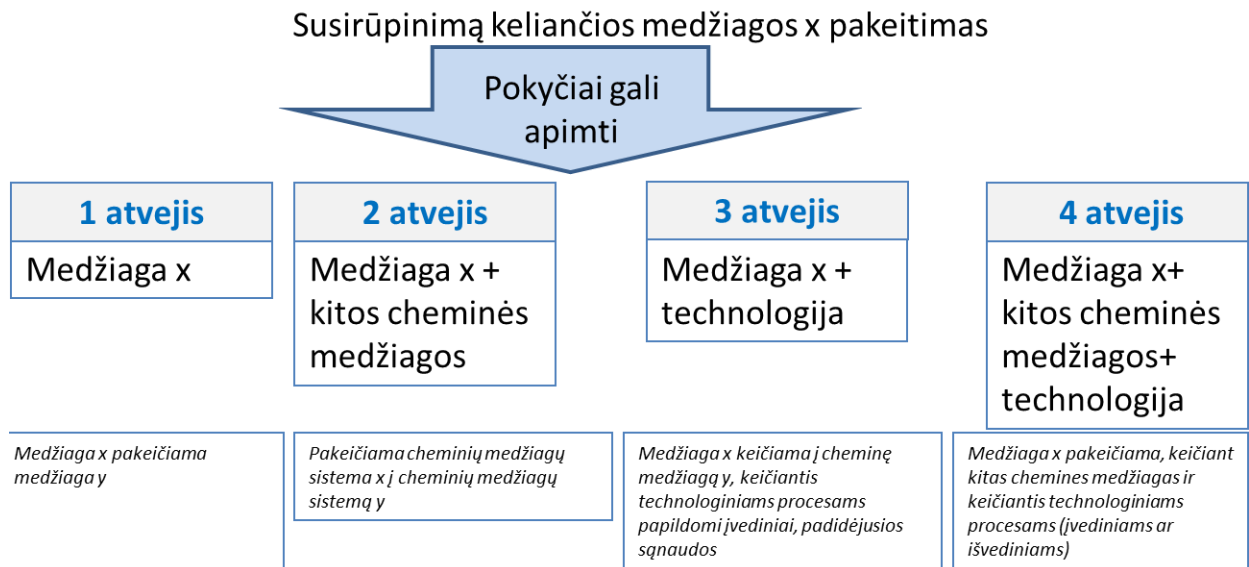 Susirūpinimą keliančios medžiagos x pakeitimas
Pokyčiai gali
apimti
1 atvejis
Medžiaga x
2 atvejis
Medžiaga x +
kitos cheminės
medžiagos
3 atvejis
Medžiaga x +
technologija
4 atvejis
Medžiaga x+
kitos cheminės
medžiagos+
technologija
Medžiaga x pakeičiama
medžiaga y
Pakeičiama cheminių medžiagų
sistema x į cheminių medžiagų
sistemą y
Medžiaga x keičiama į cheminę
medžiagą y, keičiantis
technologiniams procesams
papildomi įvediniai, padidėjusios
sąnaudos
Medžiaga x pakeičiama, keičiant
kitas chemines medžiagas ir
keičiantis technologiniams
procesams (įvediniams ar
išvediniams)